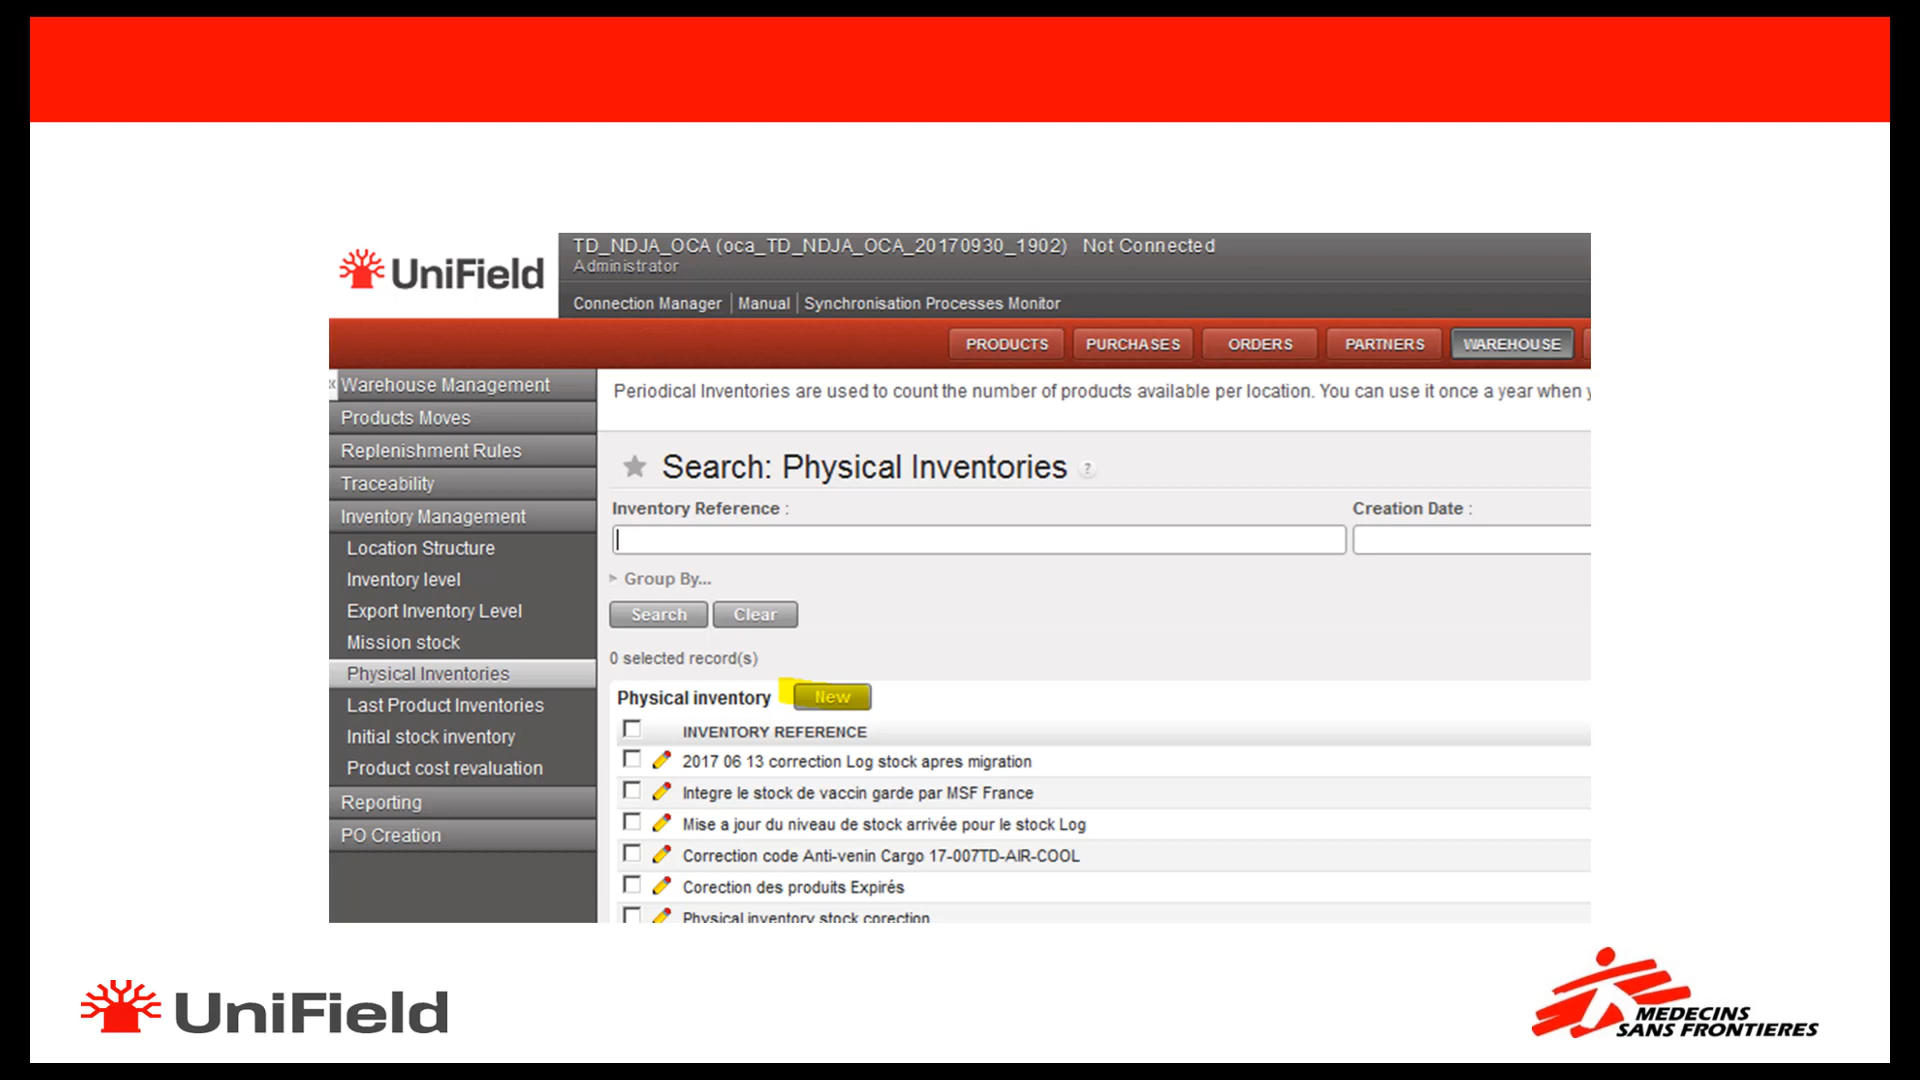 UniField
TD_NDJA_OCA (oca_TD_NDJA_OCA_20170930_1902) Not Connected
Administrator
Connection Manager | Manual | Synchronisation Processes Monitor
PRODUCTS PURCHASES ORDERS PARTNERS WAREHOUSE
Warehouse Management
Products Moves
Replenishment Rules
Traceability
Inventory Management
Location Structure
Inventory level
Export Inventory Level
Mission stock
Physical Inventories
Last Product Inventories
Initial stock inventory
Product cost revaluation
Reporting
PO Creation
Periodical Inventories are used to count the number of products available per location. You can use it once a year when
Search: Physical Inventories ?
Inventory Reference : Creation Date :
Group By...
Search Clear
0 selected record(s)
Physical inventory New
INVENTORY REFERENCE
2017 06 13 correction Log stock apres migration
Integre le stock de vaccin garde par MSF France
Mise a jour du niveau de stock arrivée pour le stock Log
Correction code Anti-venin Cargo 17-007TD-AIR-COOL
Corection des produits Expirés
Physical inventory stock corection
UniField
MEDECINS
SANS FRONTIERES